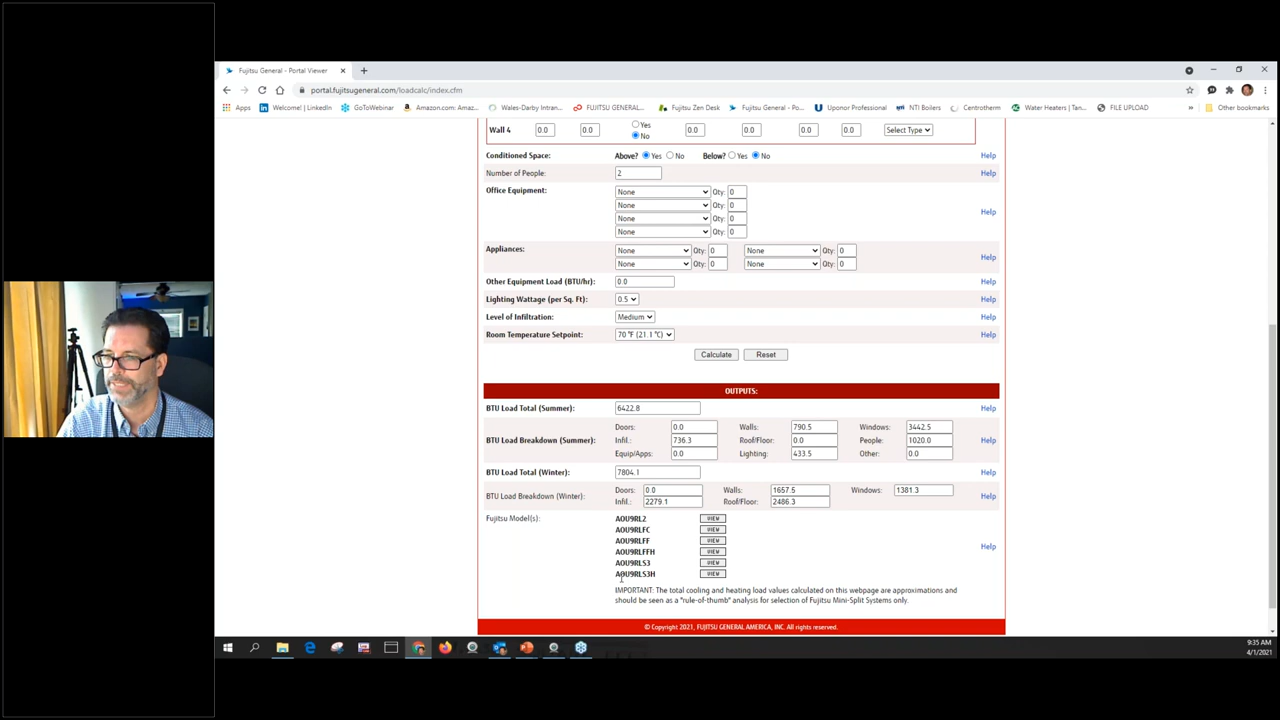 Fujitsu General - Portal Viewer
portal.fujitsugeneral.com/loadcalc/index.cfm
Apps Welcome! | LinkedIn GoToWebinar Amazon.com: Amazo... Wales-Darby Intran... FUJITSU GENERAL... Fujitsu Zen Desk Fujitsu General - Po... Uponor Professional NTI Boilers Centrotherm Water Heaters | Tan... FILE UPLOAD » Other bookmarks
Wall 4 0.0 0.0 Yes No 0.0 0.0 0.0 0.0 Select Type
Conditioned Space: Above? Yes No Below? Yes No Help
Number of People: 2 Help
Office Equipment: None Qty: 0
None Qty: 0
Help
None Qty: 0
None Qty: 0
Appliances: None Qty: 0 None Qty: 0
Help
None Qty: 0 None Qty: 0
Other Equipment Load (BTU/hr): 0.0 Help
Lighting Wattage (per Sq. Ft): 0.5 Help
Level of Infiltration: Medium Help
Room Temperature Setpoint: 70 °F (21.1 °C) Help
Calculate Reset
OUTPUTS:
BTU Load Total (Summer): 6422.8 Help
Doors: 0.0 Walls: 790.5 Windows: 3442.5
BTU Load Breakdown (Summer): Infil.: 736.3 Roof/Floor: 0.0 People: 1020.0 Help
Equip/Apps: 0.0 Lighting: 433.5 Other: 0.0
BTU Load Total (Winter): 7804.1 Help
Doors: 0.0 Walls: 1657.5 Windows: 1381.3
BTU Load Breakdown (Winter): Help
Infil.: 2279.1 Roof/Floor: 2486.3
Fujitsu Model(s): AOU9RL2 VIEW
AOU9RLFC VIEW
AOU9RLFF VIEW
Help
AOU9RLFFH VIEW
AOU9RLS3 VIEW
AOU9RLS3H VIEW
IMPORTANT: The total cooling and heating load values calculated on this webpage are approximations and
should be seen as a "rule-of-thumb" analysis for selection of Fujitsu Mini-Split Systems only.
© Copyright 2021, FUJITSU GENERAL AMERICA, INC. All rights reserved.
9:35 AM
4/1/2021